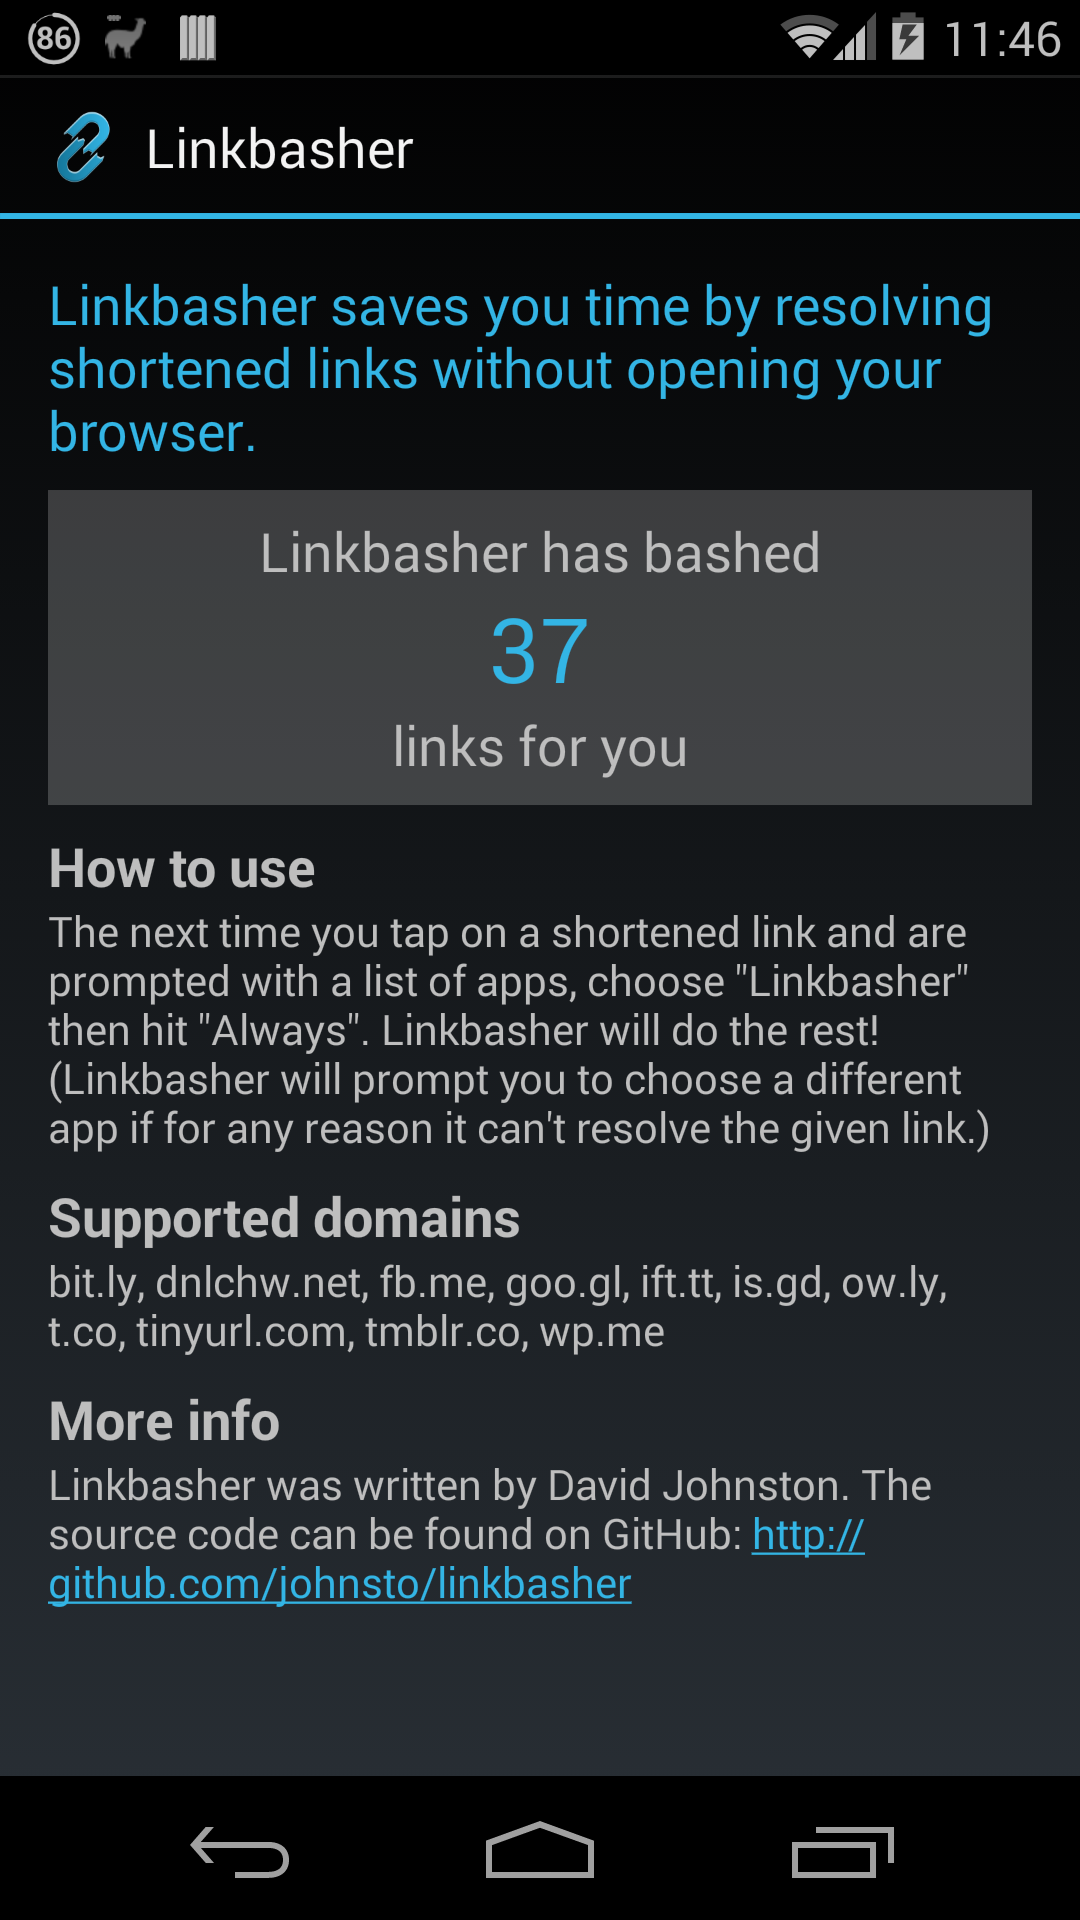 86 11:46
Linkbasher
Linkbasher saves you time by resolving
shortened links without opening your
browser.
Linkbasher has bashed
37
links for you
How to use
The next time you tap on a shortened link and are
prompted with a list of apps, choose "Linkbasher"
then hit "Always". Linkbasher will do the rest!
(Linkbasher will prompt you to choose a different
app if for any reason it can't resolve the given link.)
Supported domains
bit.ly, dnlchw.net, fb.me, goo.gl, ift.tt, is.gd, ow.ly,
t.co, tinyurl.com, tmblr.co, wp.me
More info
Linkbasher was written by David Johnston. The
source code can be found on GitHub: http://
github.com/johnsto/linkbasher